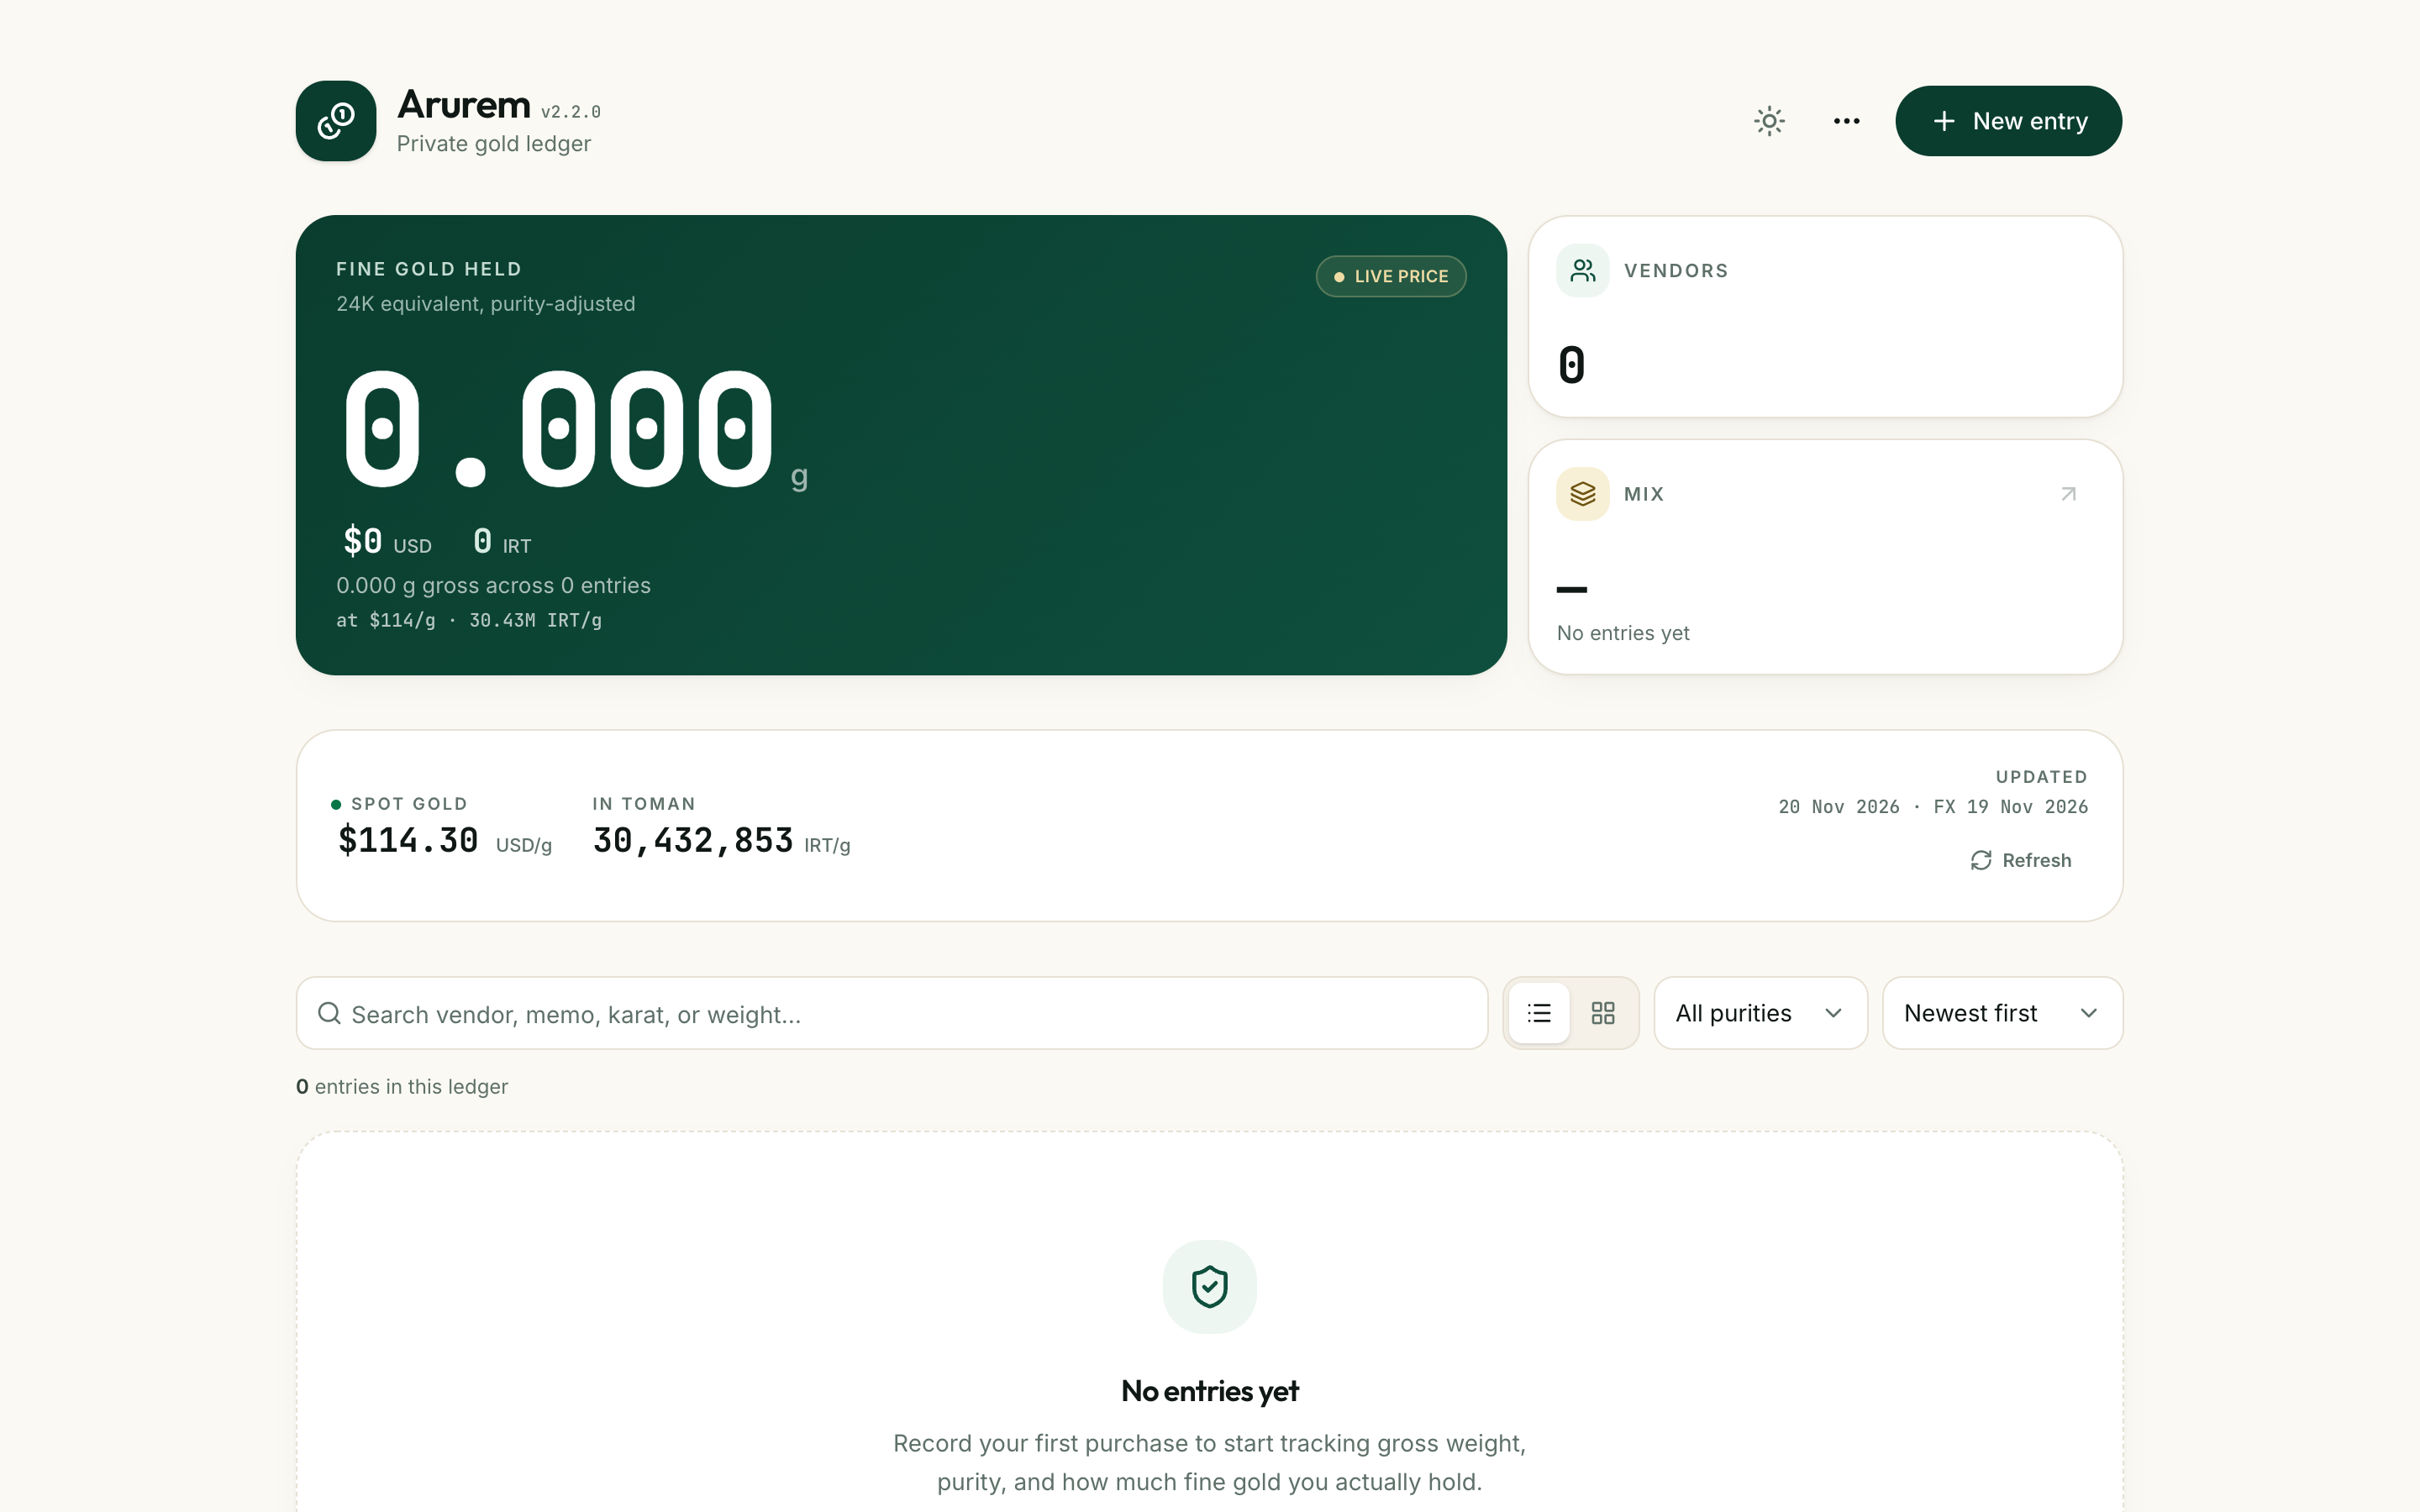 Arurem v2.2.0
Private gold ledger
New entry
FINE GOLD HELD
24K equivalent, purity-adjusted
LIVE PRICE
0.000 g
$0 USD 0 IRT
0.000 g gross across 0 entries
at $114/g · 30.43M IRT/g
VENDORS
0
MIX
—
No entries yet
SPOT GOLD
$114.30 USD/g
IN TOMAN
30,432,853 IRT/g
UPDATED
20 Nov 2026 · FX 19 Nov 2026
Refresh
Search vendor, memo, karat, or weight...
All purities
Newest first
0 entries in this ledger
No entries yet
Record your first purchase to start tracking gross weight,
purity, and how much fine gold you actually hold.